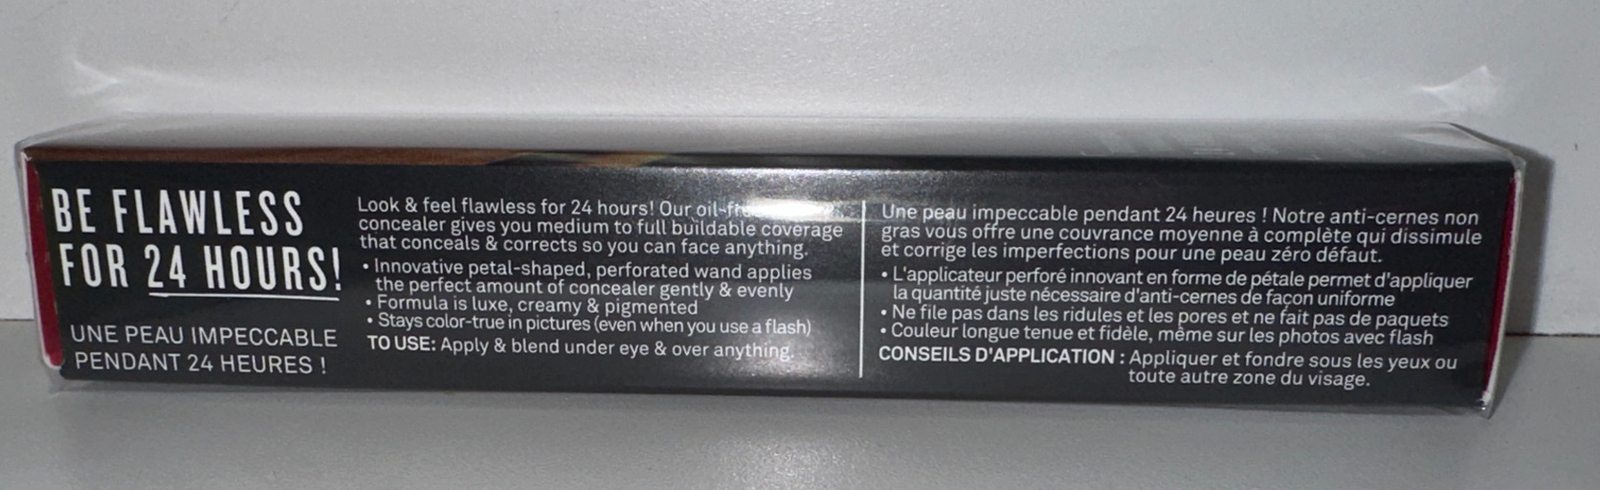 BE FLAWLESS
FOR 24 HOURS!
UNE PEAU IMPECCABLE
PENDANT 24 HEURES !
Look & feel flawless for 24 hours! Our
concealer gives you medium to full buildable coverage
that conceals & corrects so you can face anything.
• Innovative petal-shaped, perforated wand applies
the perfect amount of concealer gently & evenly
• Formula is luxe, creamy & pigmented
• Stays color-true in pictures (even when you use a flash)
TO USE: Apply & blend under eye & over anything.
Une peau impeccable pendant 24 heures ! Notre anti-cernes non
gras vous offre une couvrance moyenne à complète qui dissimule
et corrige les imperfections pour une peau zéro défaut.
• L'applicateur perforé innovant en forme de pétale permet d'appliquer
la quantité juste nécessaire d'anti-cernes de façon uniforme
• Ne file pas dans les ridules et les pores et ne fait pas de paquets
• Couleur longue tenue et fidèle, même sur les photos avec flash
CONSEILS D'APPLICATION : Appliquer et fondre sous les yeux ou
toute autre zone du visage.